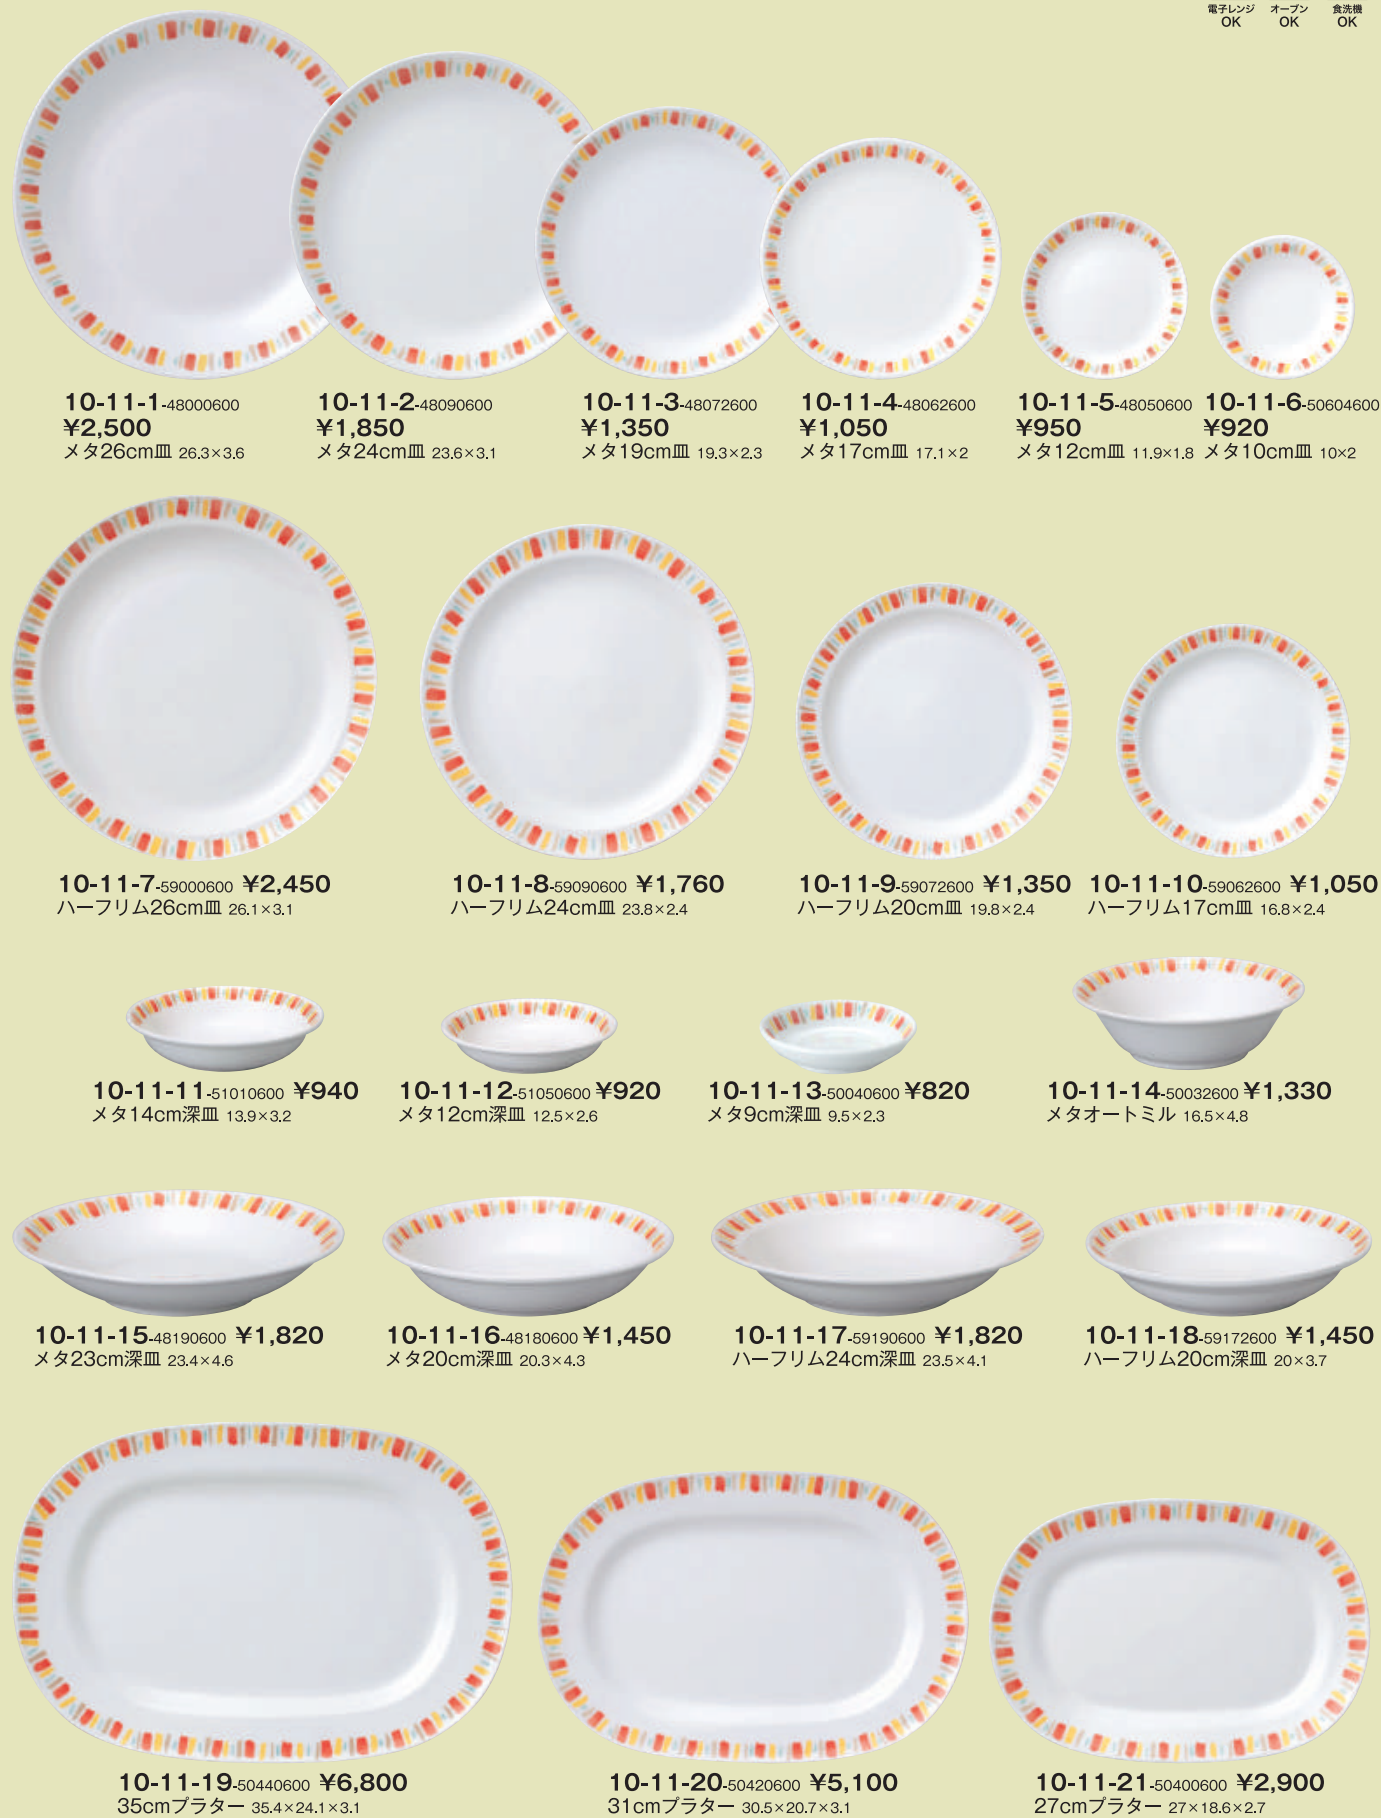 電子レンジ OK オーブン OK 食洗機 OK
10-11-1-48000600
¥2,500
メタ26cm皿 26.3×3.6
10-11-2-48090600
¥1,850
メタ24cm皿 23.6×3.1
10-11-3-48072600
¥1,350
メタ19cm皿 19.3×2.3
10-11-4-48062600
¥1,050
メタ17cm皿 17.1×2
10-11-5-48050600
¥950
メタ12cm皿 11.9×1.8
10-11-6-50604600
¥920
メタ10cm皿 10×2
10-11-7-59000600 ¥2,450
ハーフリム26cm皿 26.1×3.1
10-11-8-59090600 ¥1,760
ハーフリム24cm皿 23.8×2.4
10-11-9-59072600 ¥1,350
ハーフリム20cm皿 19.8×2.4
10-11-10-59062600 ¥1,050
ハーフリム17cm皿 16.8×2.4
10-11-11-51010600 ¥940
メタ14cm深皿 13.9×3.2
10-11-12-51050600 ¥920
メタ12cm深皿 12.5×2.6
10-11-13-50040600 ¥820
メタ9cm深皿 9.5×2.3
10-11-14-50032600 ¥1,330
メタオートミル 16.5×4.8
10-11-15-48190600 ¥1,820
メタ23cm深皿 23.4×4.6
10-11-16-48180600 ¥1,450
メタ20cm深皿 20.3×4.3
10-11-17-59190600 ¥1,820
ハーフリム24cm深皿 23.5×4.1
10-11-18-59172600 ¥1,450
ハーフリム20cm深皿 20×3.7
10-11-19-50440600 ¥6,800
35cmプラター 35.4×24.1×3.1
10-11-20-50420600 ¥5,100
31cmプラター 30.5×20.7×3.1
10-11-21-50400600 ¥2,900
27cmプラター 27×18.6×2.7